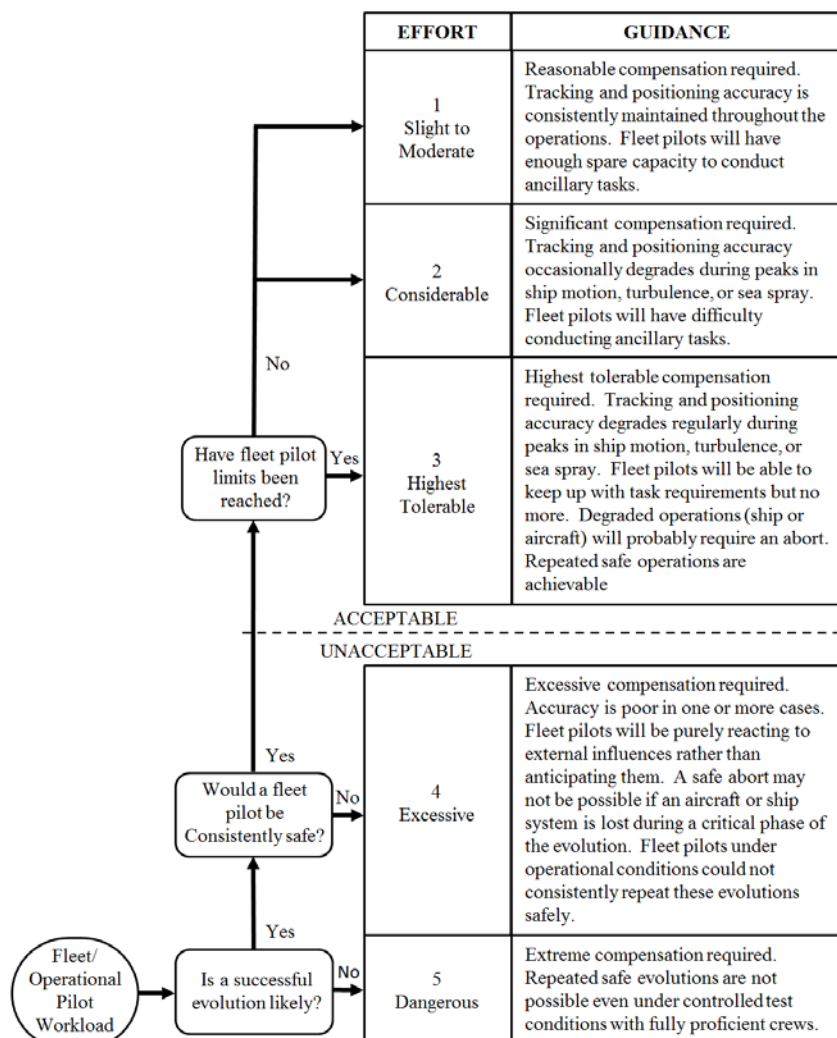 EFFORT
GUIDANCE
1
Slight to
Moderate
Reasonable compensation required.
Tracking and positioning accuracy is
consistently maintained throughout the
operations. Fleet pilots will have
enough spare capacity to conduct
ancillary tasks.
2
Considerable
Significant compensation required.
Tracking and positioning accuracy
occasionally degrades during peaks in
ship motion, turbulence, or sea spray.
Fleet pilots will have difficulty
conducting ancillary tasks.
No
Have fleet pilot
limits been
reached?
Yes
3
Highest
Tolerable
Highest tolerable compensation
required. Tracking and positioning
accuracy degrades regularly during
peaks in ship motion, turbulence, or
sea spray. Fleet pilots will be able to
keep up with task requirements but no
more. Degraded operations (ship or
aircraft) will probably require an abort.
Repeated safe operations are
achievable
ACCEPTABLE
UNACCEPTABLE
Yes
Would a fleet
pilot be
Consistently safe?
No
4
Excessive
Excessive compensation required.
Accuracy is poor in one or more cases.
Fleet pilots will be purely reacting to
external influences rather than
anticipating them. A safe abort may
not be possible if an aircraft or ship
system is lost during a critical phase of
the evolution. Fleet pilots under
operational conditions could not
consistently repeat these evolutions
safely.
Yes
Fleet/
Operational
Pilot
Workload
Is a successful
evolution likely?
No
5
Dangerous
Extreme compensation required.
Repeated safe evolutions are not
possible even under controlled test
conditions with fully proficient crews.